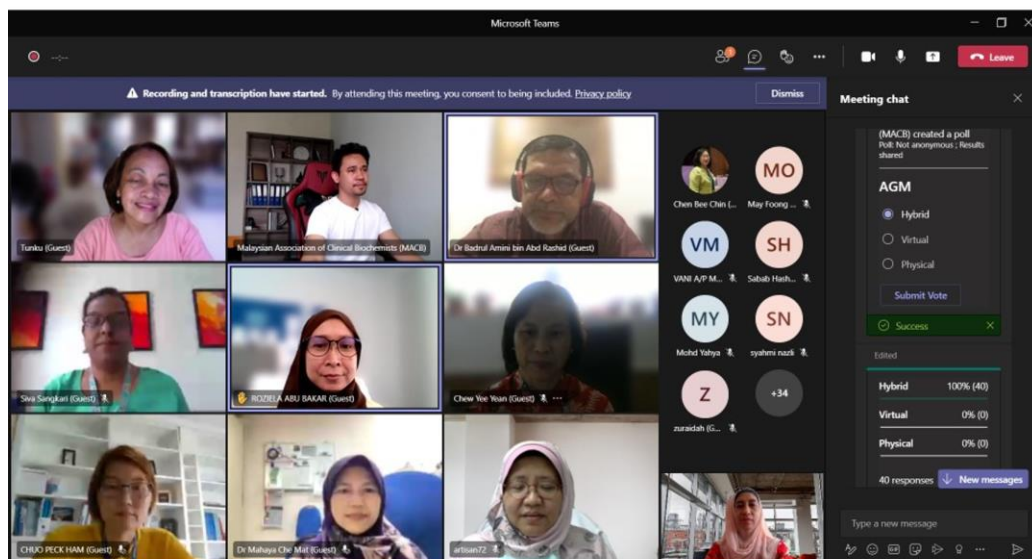 Microsoft Teams
--:--
Leave
Recording and transcription have started. By attending this meeting, you consent to being included. Privacy policy
Dismiss
Tunku (Guest)
Malaysian Association of Clinical Biochemists (MACB)
Dr Badrul Amini bin Abd Rashid (Guest)
Siva Sangkari (Guest)
ROZIELA ABU BAKAR (Guest)
Chew Yee Yean (Guest)
CHUO PECK HAM (Guest)
Dr Mahaya Che Mat (Guest)
artisan72
MO
Chen Bee Chin (...
May Foong ...
VM
SH
VANI A/P M...
Sabab Hash...
MY
SN
Mohd Yahya
syahmi nazli
Z
+34
zuraidah (G...
Meeting chat
(MACB) created a poll
Poll: Not anonymous ; Results
shared
AGM
Hybrid
Virtual
Physical
Submit Vote
Success
Edited
Hybrid 100% (40)
Virtual 0% (0)
Physical 0% (0)
40 responses
New messages
Type a new message